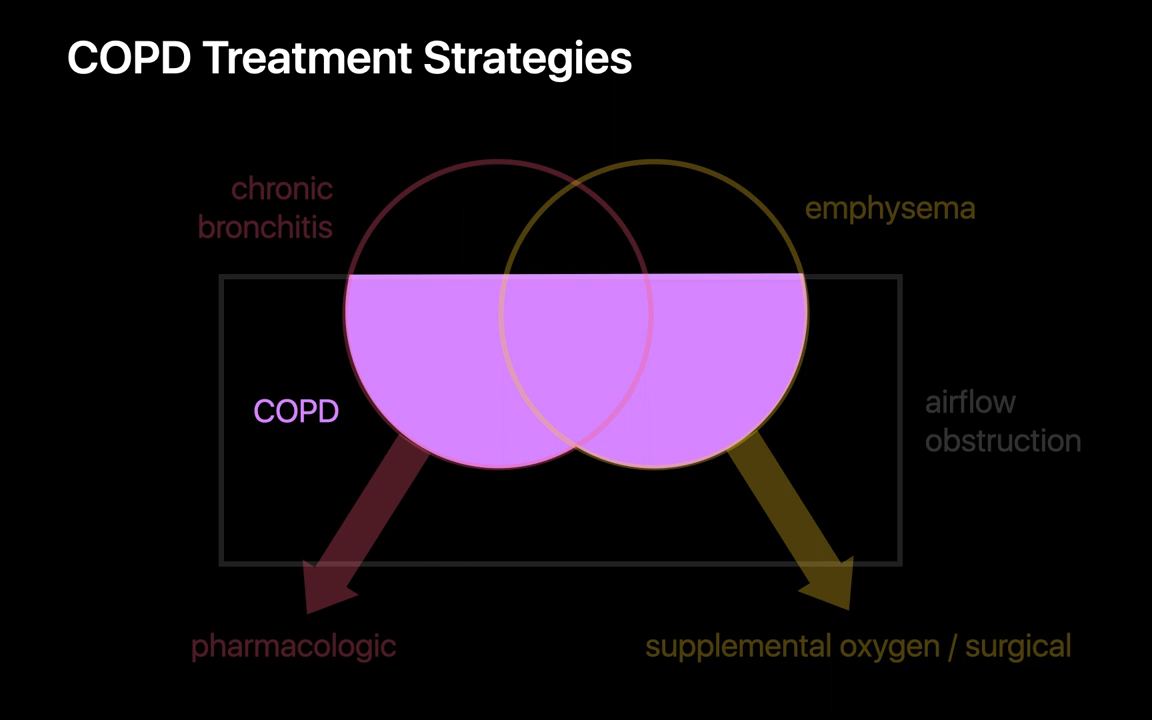 COPD Treatment Strategies
chronic
bronchitis
emphysema
COPD
airflow
obstruction
pharmacologic
supplemental oxygen / surgical